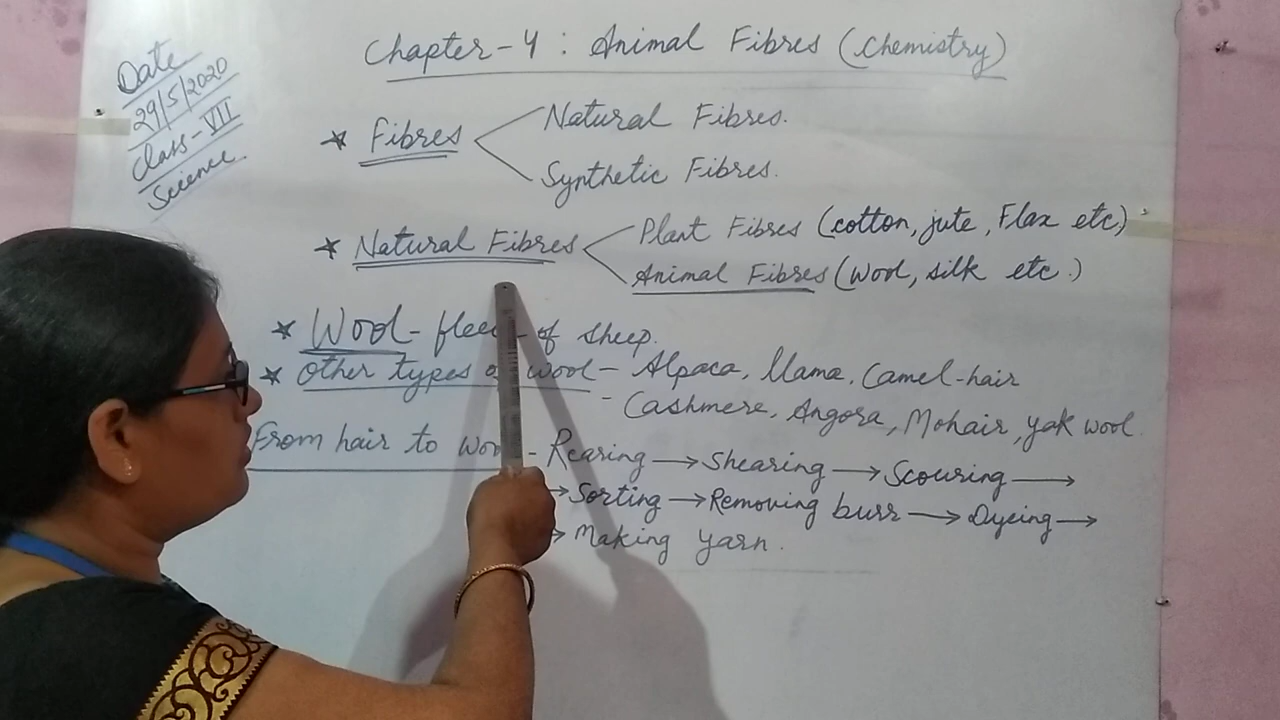 Date
29/5/2020
Class-VII
Science
Chapter-4 : Animal Fibres (Chemistry)
Fibres
Natural Fibres.
Synthetic Fibres.
Natural Fibres
Plant Fibres (cotton, jute, Flax etc)
Animal Fibres (wool, silk etc.)
Wool - of sheep.
Other types wool - Alpaca, Llama, Camel-hair
- Cashmere, Angora, Mohair, yak wool.
From hair to - Rearing → Shearing → Scouring →
→ Sorting → Removing burr → Dyeing →
→ Making yarn.